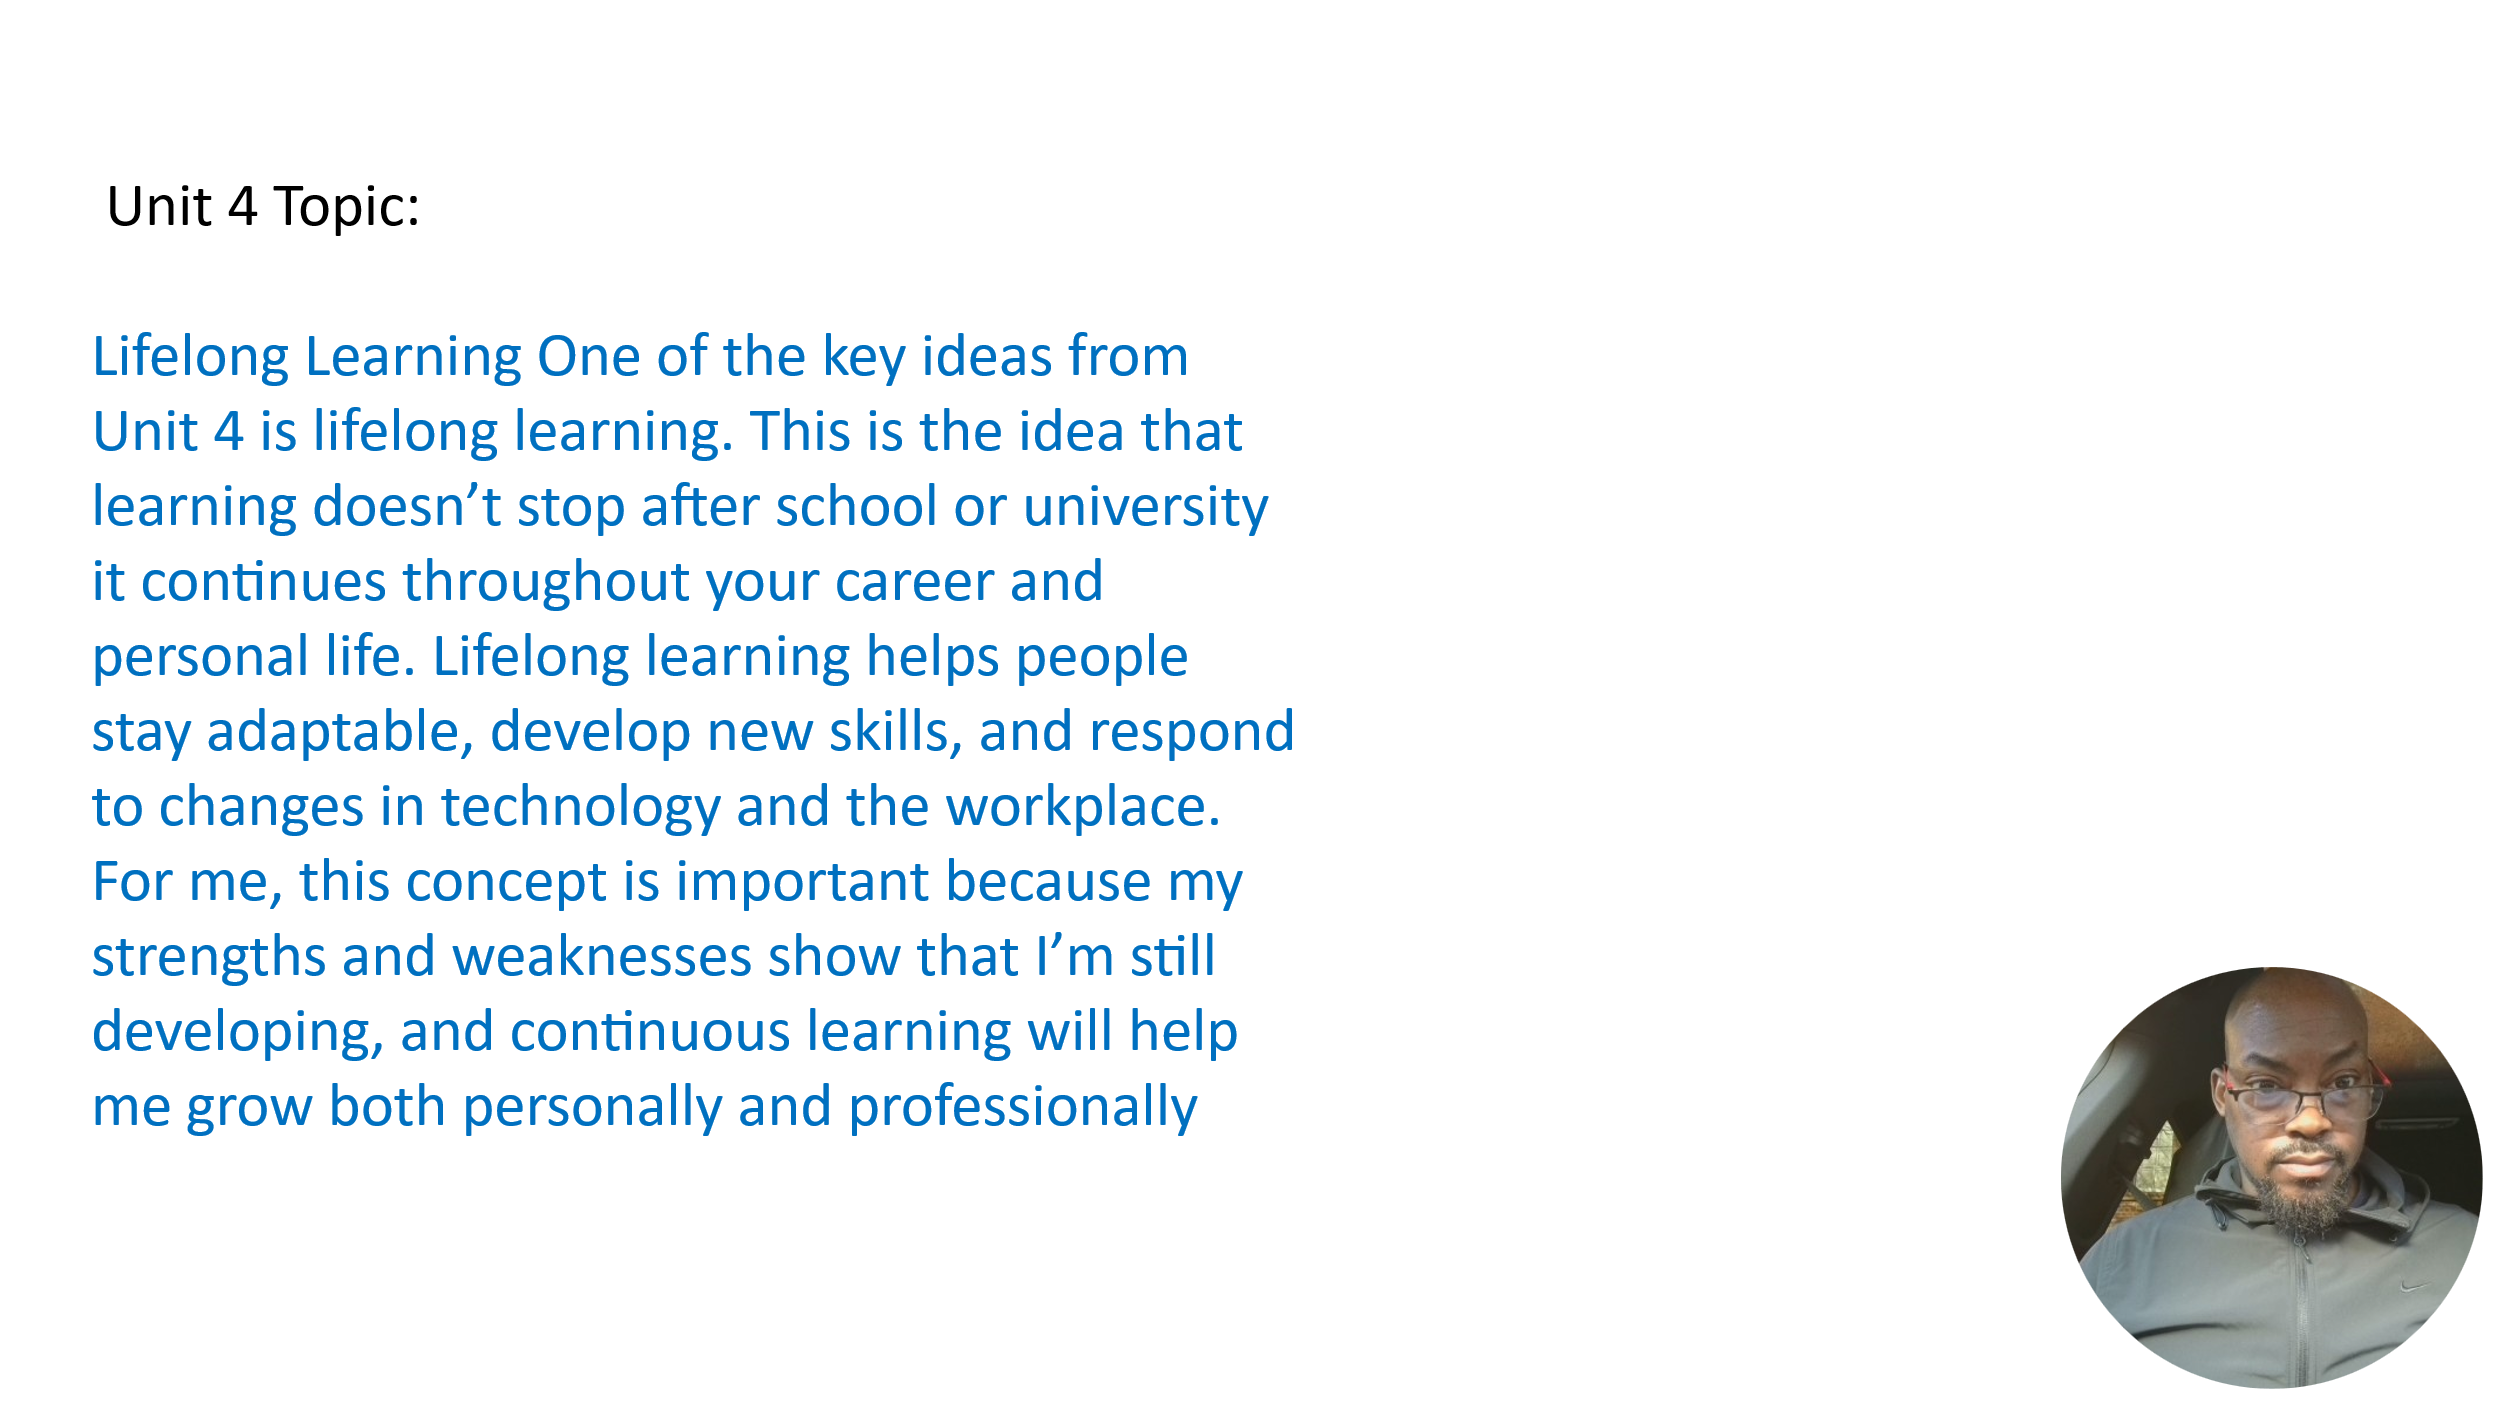 Unit 4 Topic:
Lifelong Learning One of the key ideas from
Unit 4 is lifelong learning. This is the idea that
learning doesn’t stop after school or university
it continues throughout your career and
personal life. Lifelong learning helps people
stay adaptable, develop new skills, and respond
to changes in technology and the workplace.
For me, this concept is important because my
strengths and weaknesses show that I’m still
developing, and continuous learning will help
me grow both personally and professionally